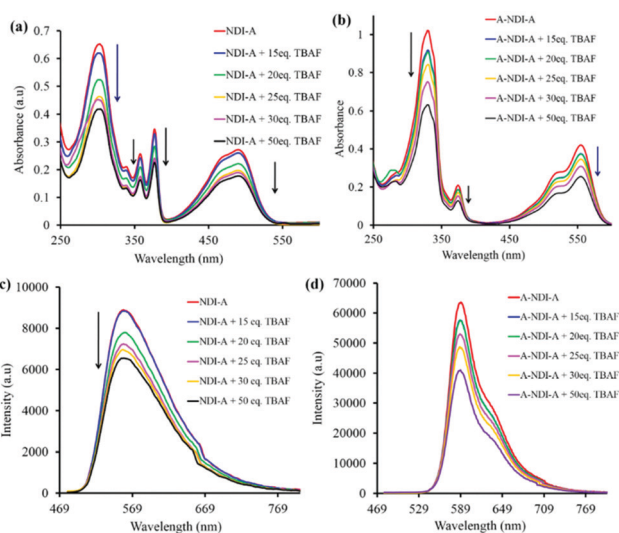 (a)
0.7
0.6
0.5
0.4
0.3
0.2
0.1
0
Absorbance (a.u)
250
350
450
550
Wavelength (nm)
NDI-A
NDI-A + 15eq. TBAF
NDI-A + 20eq. TBAF
NDI-A + 25eq. TBAF
NDI-A + 30eq. TBAF
NDI-A + 50eq. TBAF
(b)
1
0.8
0.6
0.4
0.2
0
Absorbance
250
350
450
550
Wavelength (nm)
A-NDI-A
A-NDI-A + 15eq. TBAF
A-NDI-A + 20eq. TBAF
A-NDI-A + 25eq. TBAF
A-NDI-A + 30eq. TBAF
A-NDI-A + 50eq. TBAF
(c)
10000
8000
6000
4000
2000
0
Intensity (a.u)
469
569
669
769
Wavelength (nm)
NDI-A
NDI-A + 15 eq. TBAF
NDI-A + 20 eq. TBAF
NDI-A + 25 eq. TBAF
NDI-A + 30 eq. TBAF
NDI-A + 50 eq. TBAF
(d)
70000
60000
50000
40000
30000
20000
10000
0
Intensity (a.u)
469
529
589
649
709
769
Wavelength (nm)
A-NDI-A
A-NDI-A + 15eq. TBAF
A-NDI-A + 20eq. TBAF
A-NDI-A + 25eq. TBAF
A-NDI-A + 30eq. TBAF
A-NDI-A + 50eq. TBAF